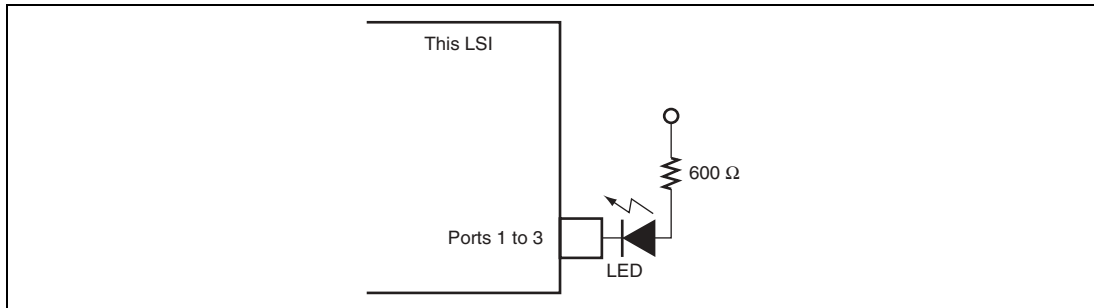 This LSI
600 Ω
Ports 1 to 3
LED